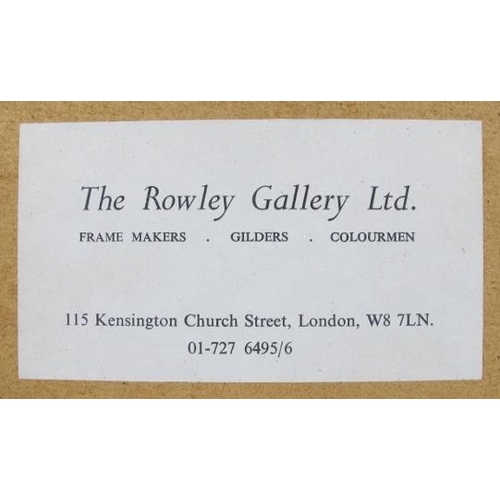 The Rowley Gallery Ltd.
FRAME MAKERS . GILDERS . COLOURMEN
115 Kensington Church Street, London, W8 7LN.
01-727 6495/6